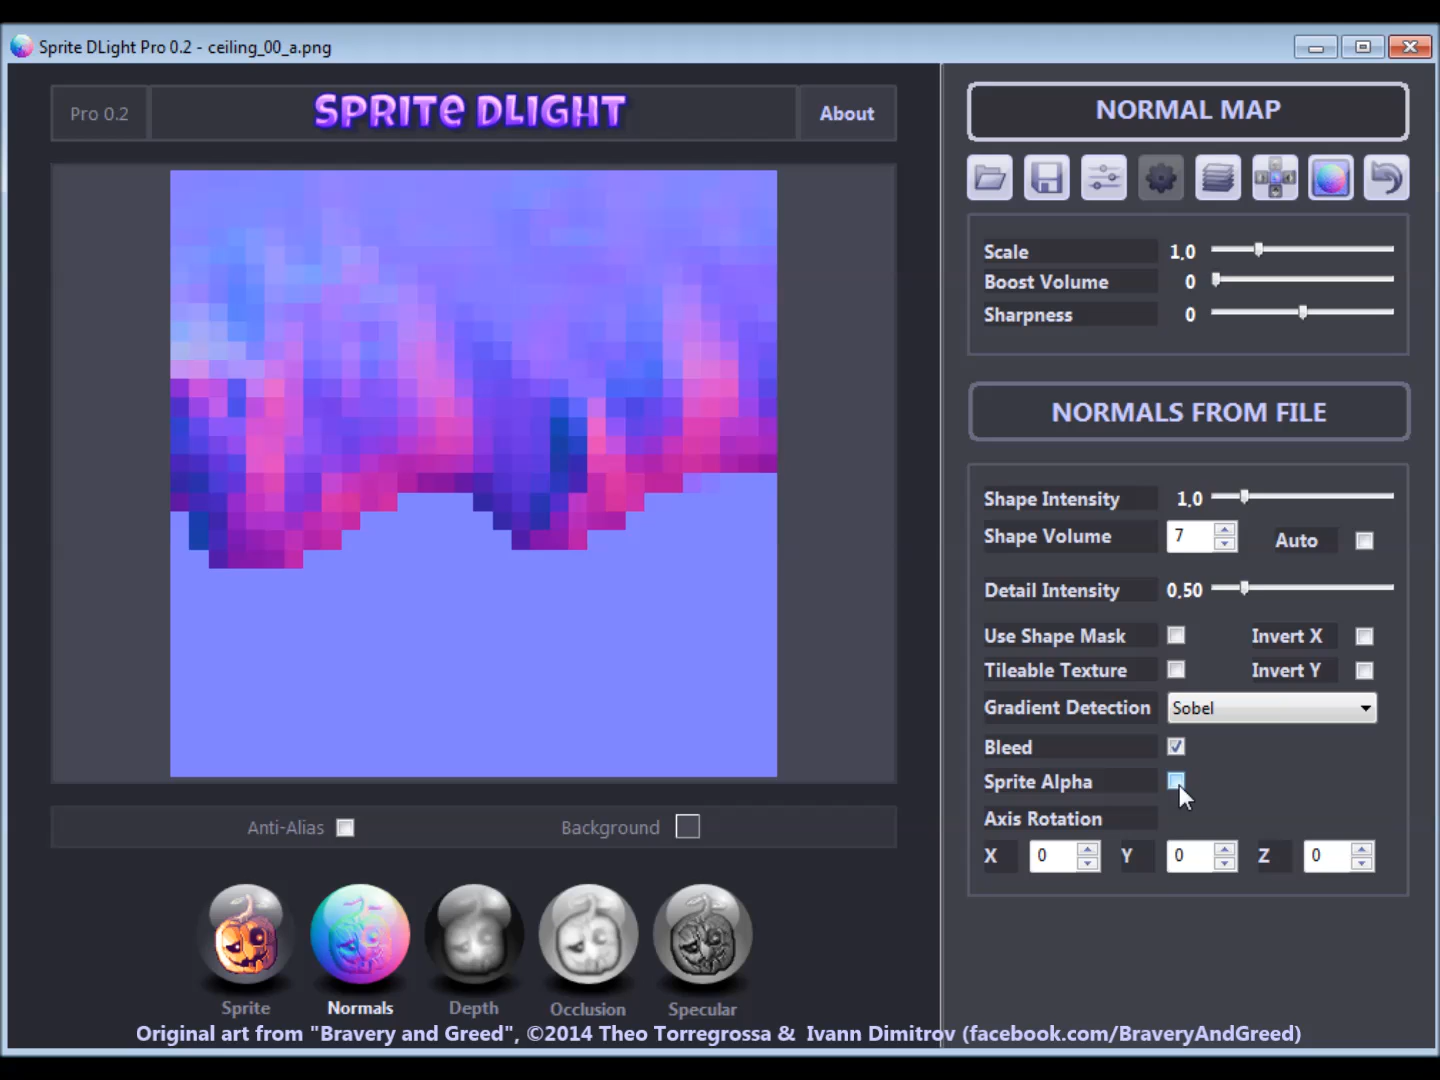 Sprite DLight Pro 0.2 - ceiling_00_a.png
Pro 0.2
SPRITE DLIGHT
About
NORMAL MAP
Scale 1.0
Boost Volume 0
Sharpness 0
NORMALS FROM FILE
Shape Intensity 1.0
Shape Volume 7 Auto
Detail Intensity 0.50
Use Shape Mask Invert X
Tileable Texture Invert Y
Gradient Detection Sobel
Bleed
Sprite Alpha
Axis Rotation
X 0 Y 0 Z 0
Anti-Alias Background
Sprite Normals Depth Occlusion Specular
Original art from "Bravery and Greed", ©2014 Theo Torregrossa & Ivann Dimitrov (facebook.com/BraveryAndGreed)